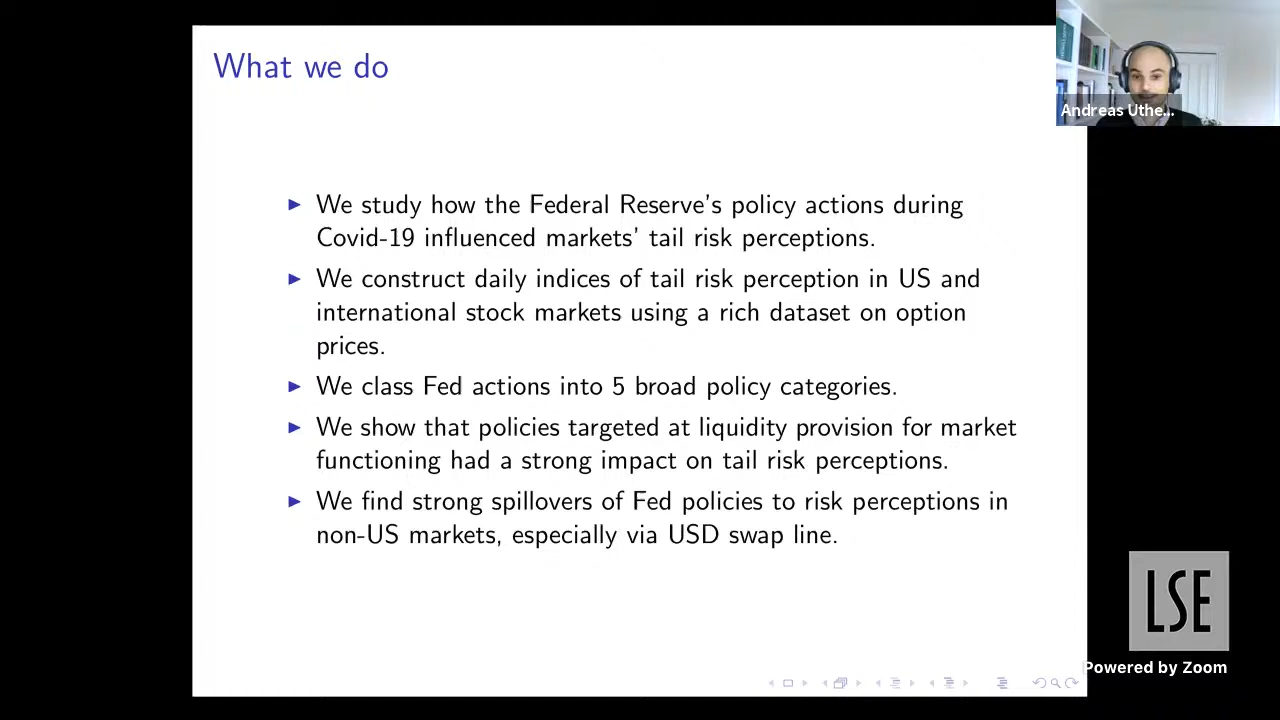 What we do
Andreas Uthe...
We study how the Federal Reserve's policy actions during
Covid-19 influenced markets' tail risk perceptions.
We construct daily indices of tail risk perception in US and
international stock markets using a rich dataset on option
prices.
We class Fed actions into 5 broad policy categories.
We show that policies targeted at liquidity provision for market
functioning had a strong impact on tail risk perceptions.
We find strong spillovers of Fed policies to risk perceptions in
non-US markets, especially via USD swap line.
LSE
Powered by Zoom